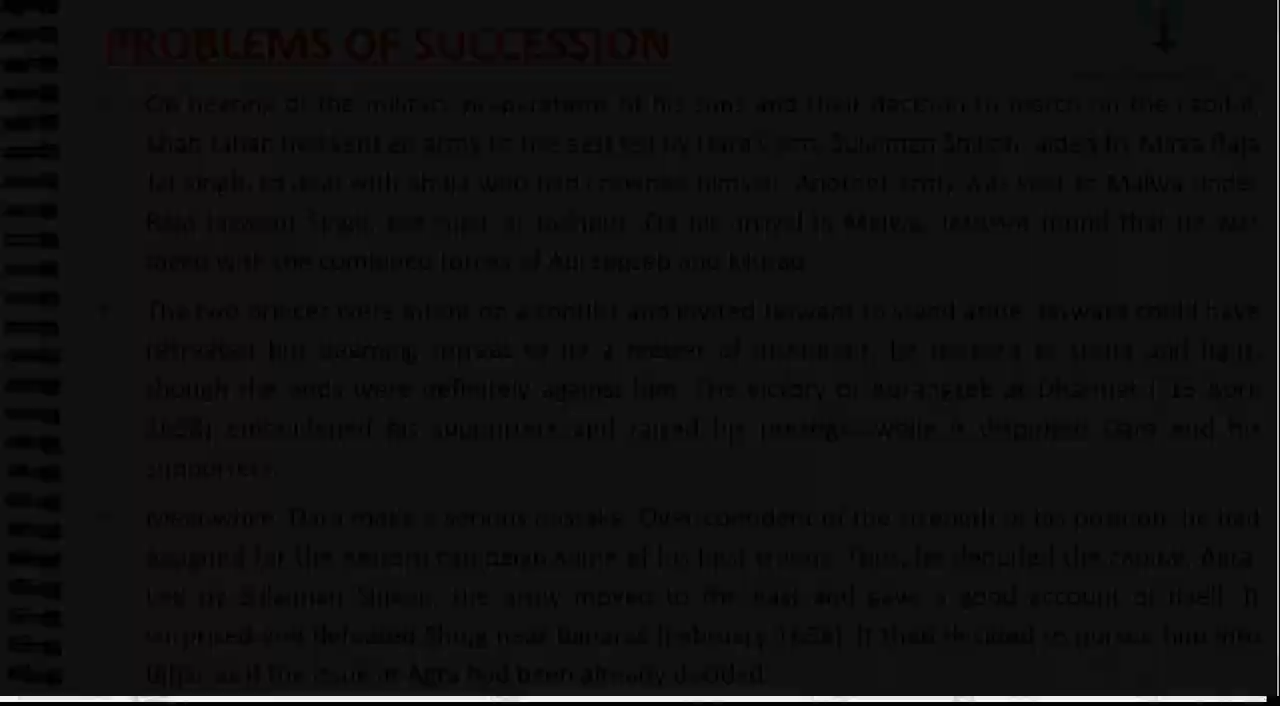 PROBLEMS OF SUCCESSION
On hearing of the military preparations of his sons and their decision to march on the capital,
Shah Jahan had sent an army to the east led by Dara's son, Sulaiman Shikoh, aided by Mirza Raja
Jai Singh, to deal with Shuja who had crowned himself. Another army was sent to Malwa under
Raja Jaswant Singh, the ruler of Jodhpur. On his arrival in Malwa, Jaswant found that he was
faced with the combined forces of Aurangzeb and Murad.
The two princes were intent on a conflict and invited Jaswant to stand aside. Jaswant could have
retreated but deeming retreat to be a matter of dishonour, he decided to stand and fight,
though the odds were definitely against him. The victory of Aurangzeb at Dharmat ( 15 April
1658) emboldened his supporters and raised his prestige, while it dispirited Dara and his
supporters.
Meanwhile, Dara made a serious mistake. Over-confident of the strength of his position, he had
assigned for the eastern campaign some of his best troops. Thus, he denuded the capital, Agra.
Led by Sulaiman Shikoh, the army moved to the east and gave a good account of itself. It
surprised and defeated Shuja near Banaras (February 1658). It then decided to pursue him into
Bihar as if the issue at Agra had been already decided.